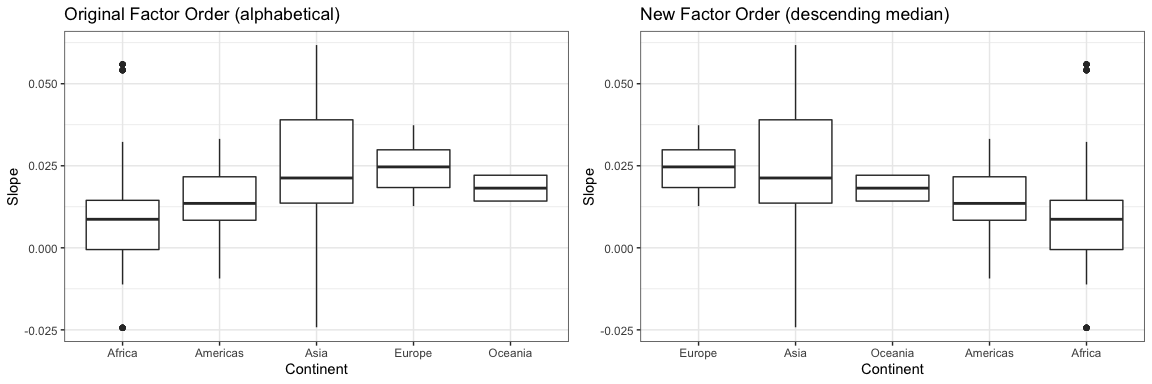 Original Factor Order (alphabetical)
Slope
0.050
0.025
0.000
-0.025
Africa Americas Asia Europe Oceania
Continent
New Factor Order (descending median)
Slope
0.050
0.025
0.000
-0.025
Europe Asia Oceania Americas Africa
Continent